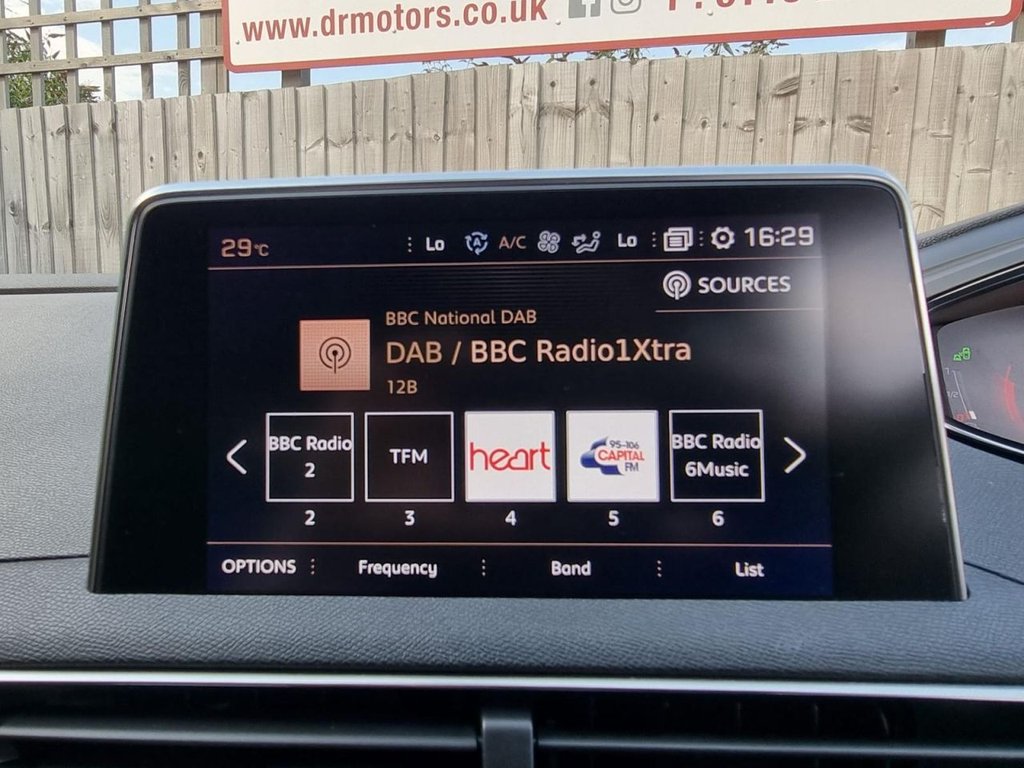 www.drmotors.co.uk
29°C
Lo
A/C
Lo
16:29
SOURCES
BBC National DAB
DAB / BBC Radio1Xtra
12B
BBC Radio
2
TFM
heart
95-106
CAPITAL
FM
BBC Radio
6Music
2
3
4
5
6
OPTIONS
Frequency
Band
List